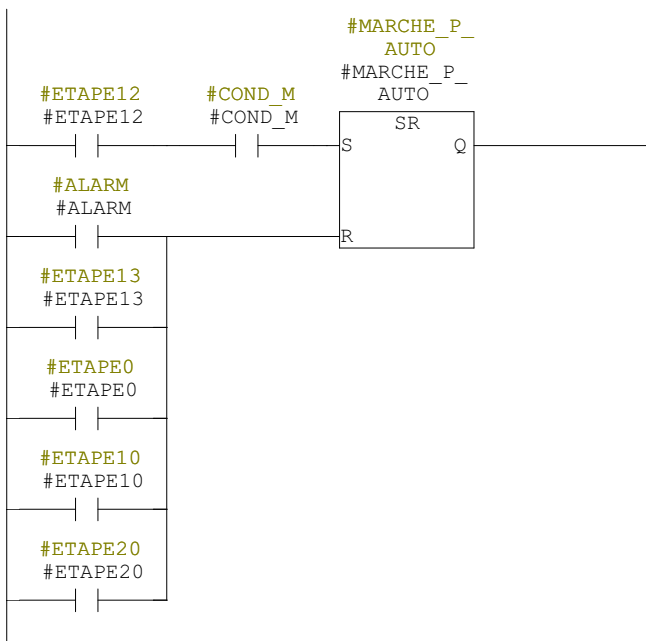 #MARCHE_P_
AUTO
#MARCHE_P_
AUTO
#ETAPE12
#ETAPE12
#COND_M
#COND_M
SR
S
Q
#ALARM
#ALARM
R
#ETAPE13
#ETAPE13
#ETAPE0
#ETAPE0
#ETAPE10
#ETAPE10
#ETAPE20
#ETAPE20